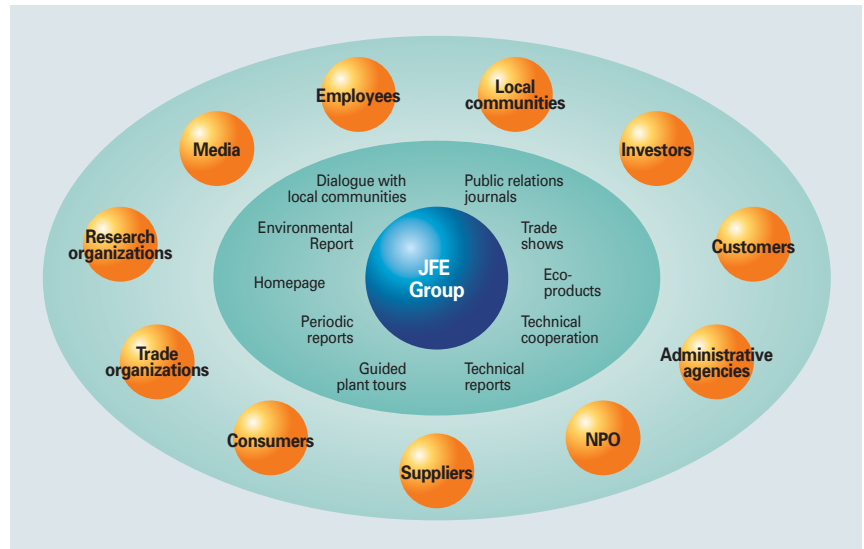 Employees
Local
communities
Media
Investors
Dialogue with
local communities
Public relations
journals
Research
organizations
Environmental
Report
Trade
shows
Customers
JFE
Group
Homepage
Eco-
products
Periodic
reports
Technical
cooperation
Trade
organizations
Administrative
agencies
Guided
plant tours
Technical
reports
Consumers
NPO
Suppliers